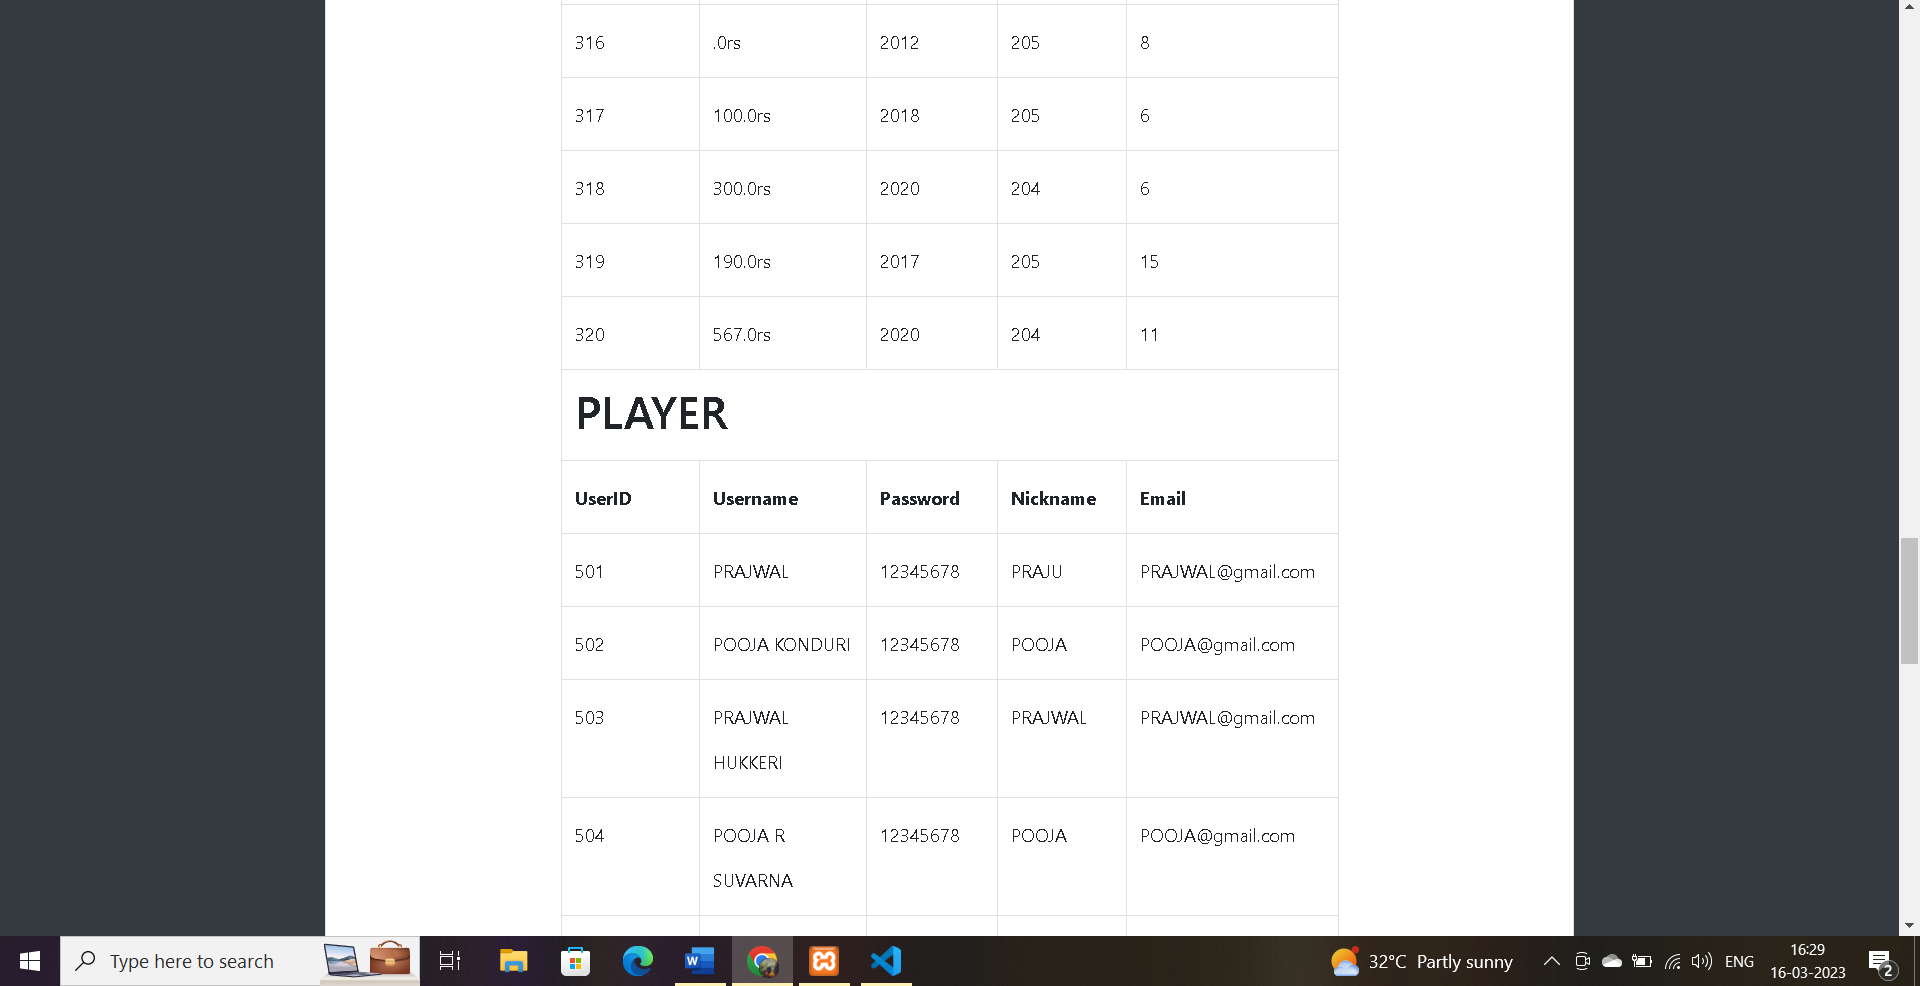 316 .0rs 2012 205 8
317 100.0rs 2018 205 6
318 300.0rs 2020 204 6
319 190.0rs 2017 205 15
320 567.0rs 2020 204 11
PLAYER
UserID Username Password Nickname Email
501 PRAJWAL 12345678 PRAJU PRAJWAL@gmail.com
502 POOJA KONDURI 12345678 POOJA POOJA@gmail.com
503 PRAJWAL 12345678 PRAJWAL PRAJWAL@gmail.com
HUKKERI
504 POOJA R 12345678 POOJA POOJA@gmail.com
SUVARNA
Type here to search
32°C Partly sunny
ENG
16:29
16-03-2023
2